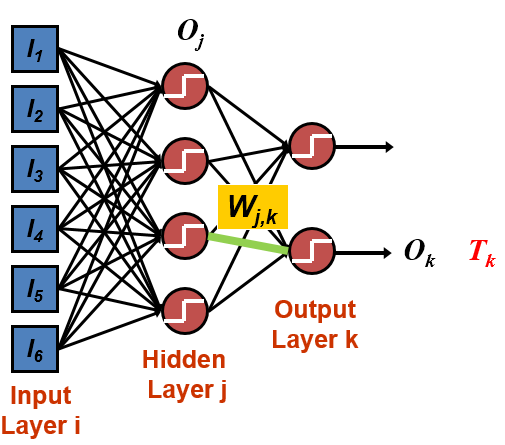 I1
I2
I3
I4
I5
I6
Oj
Wj,k
Ok
Tk
Input
Layer i
Hidden
Layer j
Output
Layer k